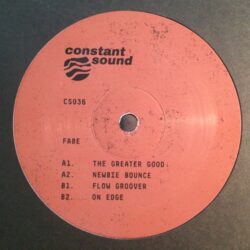 constant
sound
CS036
FABE
A1. THE GREATER GOOD.
A2. NEWBIE BOUNCE
B1. FLOW GROOVER
B2. ON EDGE